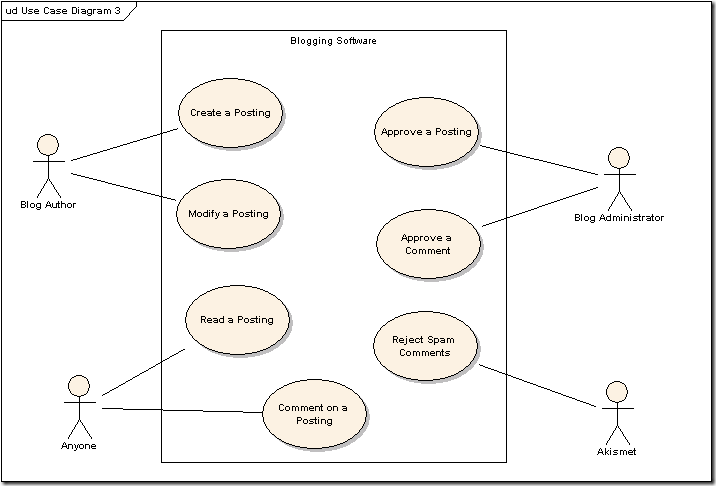 ud Use Case Diagram 3
Blogging Software
Create a Posting
Approve a Posting
Blog Author
Modify a Posting
Blog Administrator
Approve a
Comment
Read a Posting
Reject Spam
Comments
Anyone
Comment on a
Posting
Akismet